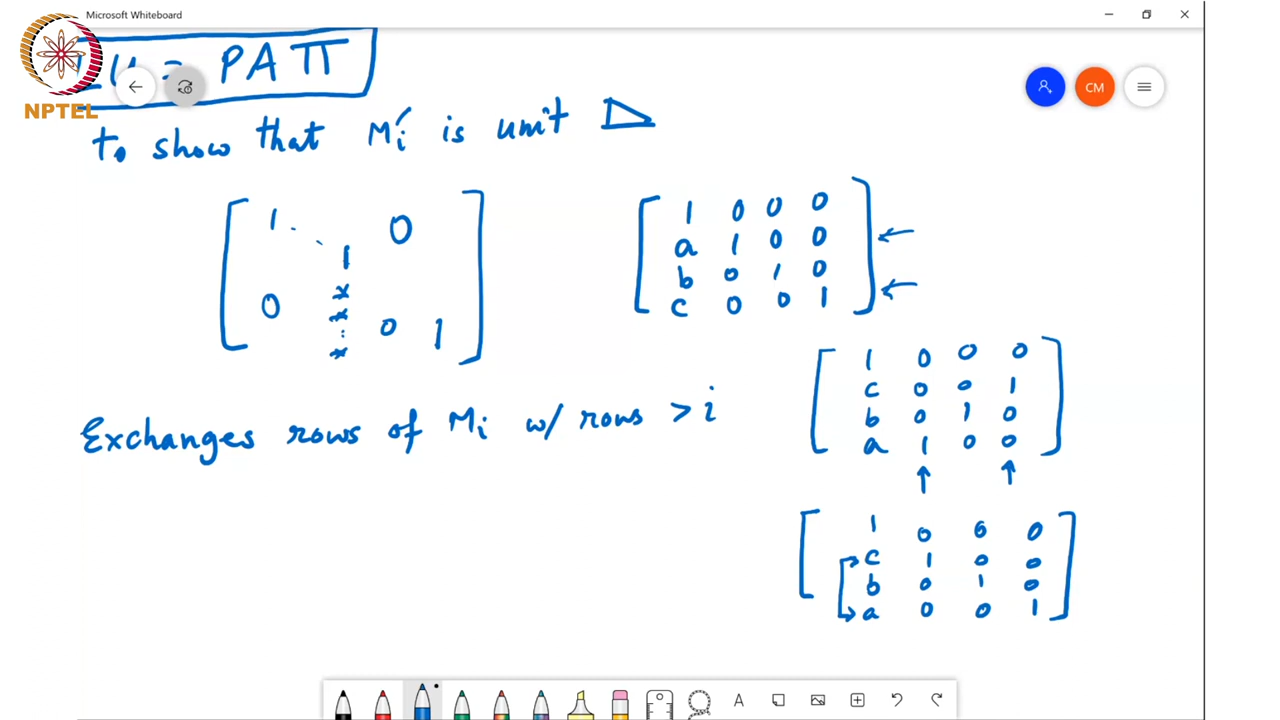 Microsoft Whiteboard
NPTEL
LU = PAΠ
CM
to show that Mi' is unit
1 0
1
0 x
x 0 1
x
1 0 0 0
a 1 0 0
b 0 1 0
c 0 0 1
Exchanges rows of Mi w/ rows > i
1 0 0 0
c 0 0 1
b 0 1 0
a 1 0 0
1 0 0 0
c 1 0 0
b 0 1 0
a 0 0 1
A